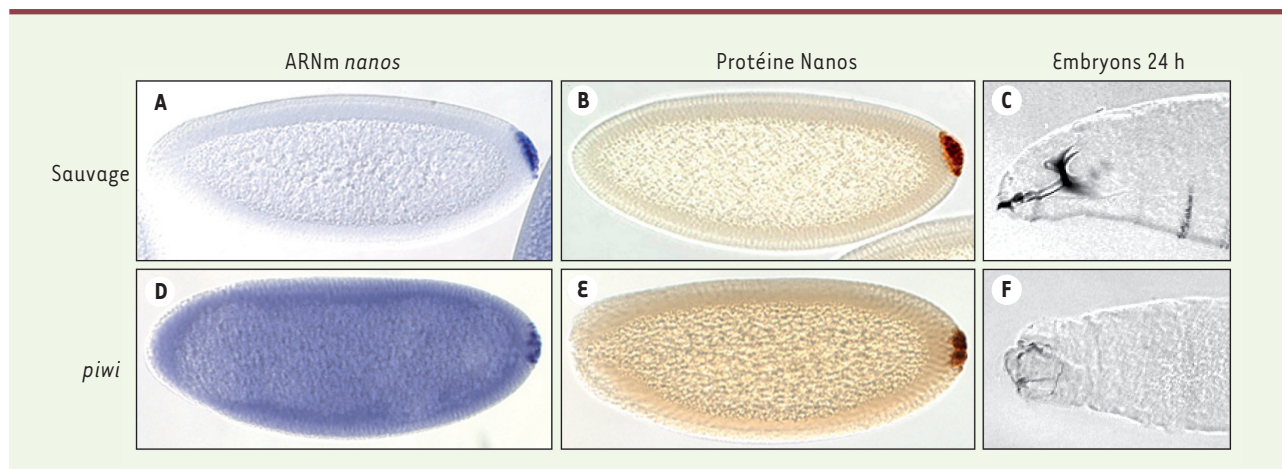 ARNm nanos
Protéine Nanos
Embryons 24 h
Sauvage
A
B
C
piwi
D
E
F